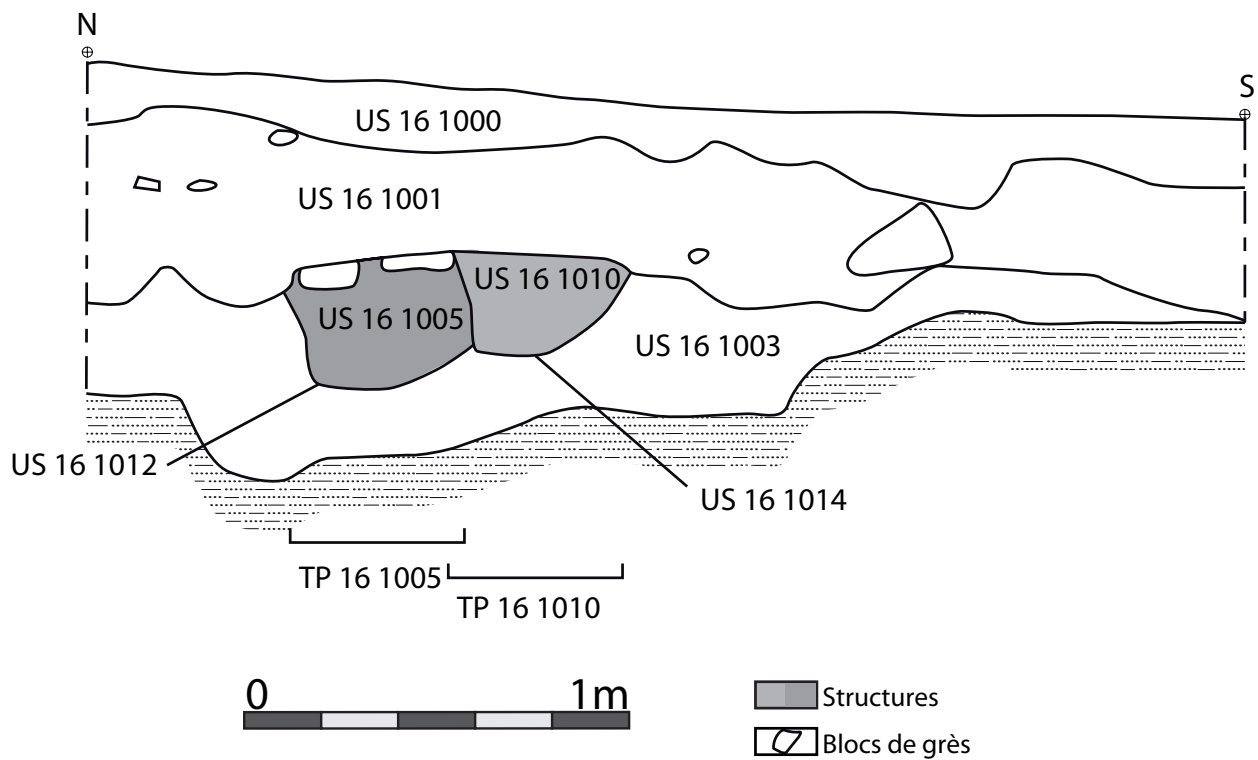 N
S
US 16 1000
US 16 1001
US 16 1010
US 16 1005
US 16 1003
US 16 1012
US 16 1014
TP 16 1005
TP 16 1010
0 1m
Structures
Blocs de grès